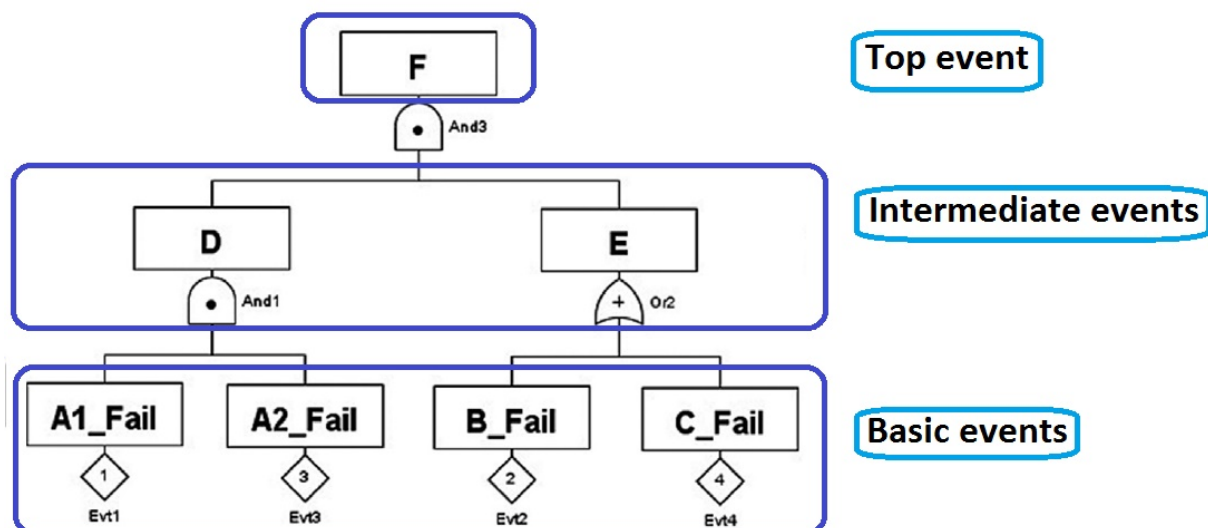 F
Top event
And3
D
E
Intermediate events
And1
+
Or2
A1_Fail
A2_Fail
B_Fail
C_Fail
Basic events
1
3
2
4
Evt1
Evt3
Evt2
Evt4